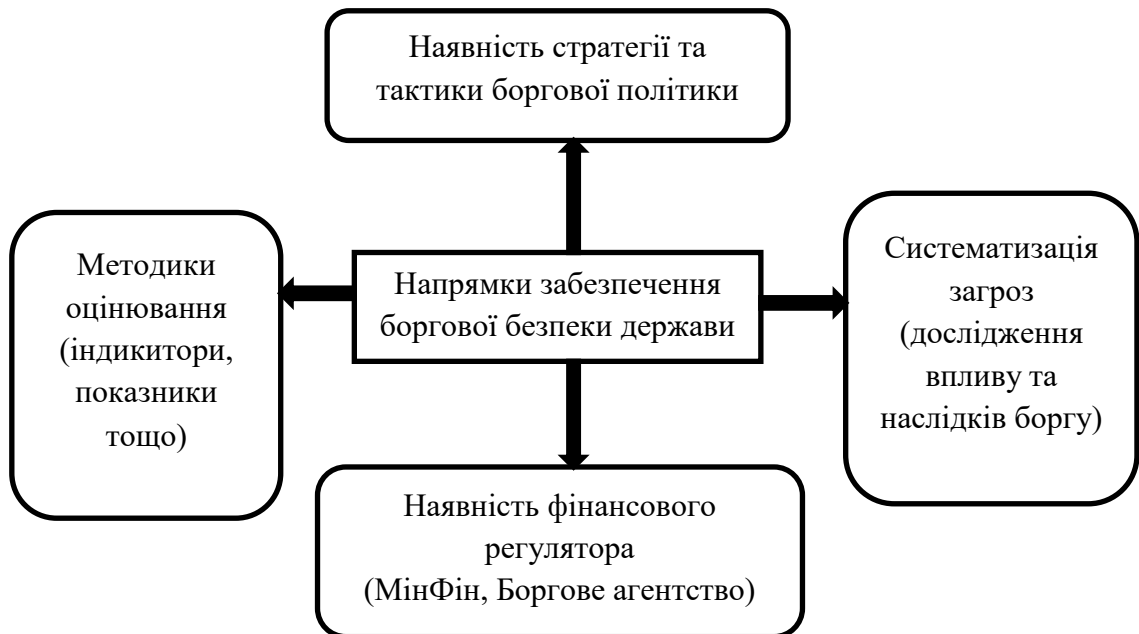 Наявність стратегії та
тактики боргової політики
Методики
оцінювання
(індикитори,
показники
тощо)
Напрямки забезпечення
боргової безпеки держави
Систематизація
загроз
(дослідження
впливу та
наслідків боргу)
Наявність фінансового
регулятора
(МінФін, Боргове агентство)